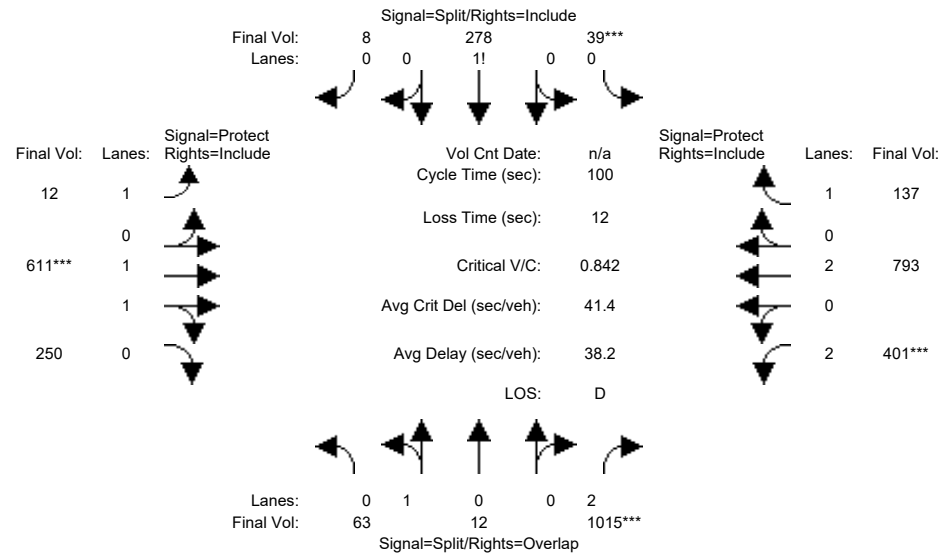 Signal=Split/Rights=Include
Final Vol: 8 278 39***
Lanes: 0 0 1! 0 0
Signal=Protect
Final Vol: Lanes: Rights=Include
Vol Cnt Date: n/a
Signal=Protect
Rights=Include Lanes: Final Vol:
Cycle Time (sec): 100
12 1
1 137
Loss Time (sec): 12
0
0
611*** 1
Critical V/C: 0.842
2 793
1
Avg Crit Del (sec/veh): 41.4
0
250 0
Avg Delay (sec/veh): 38.2
2 401***
LOS: D
Lanes: 0 1 0 0 2
Final Vol: 63 12 1015***
Signal=Split/Rights=Overlap